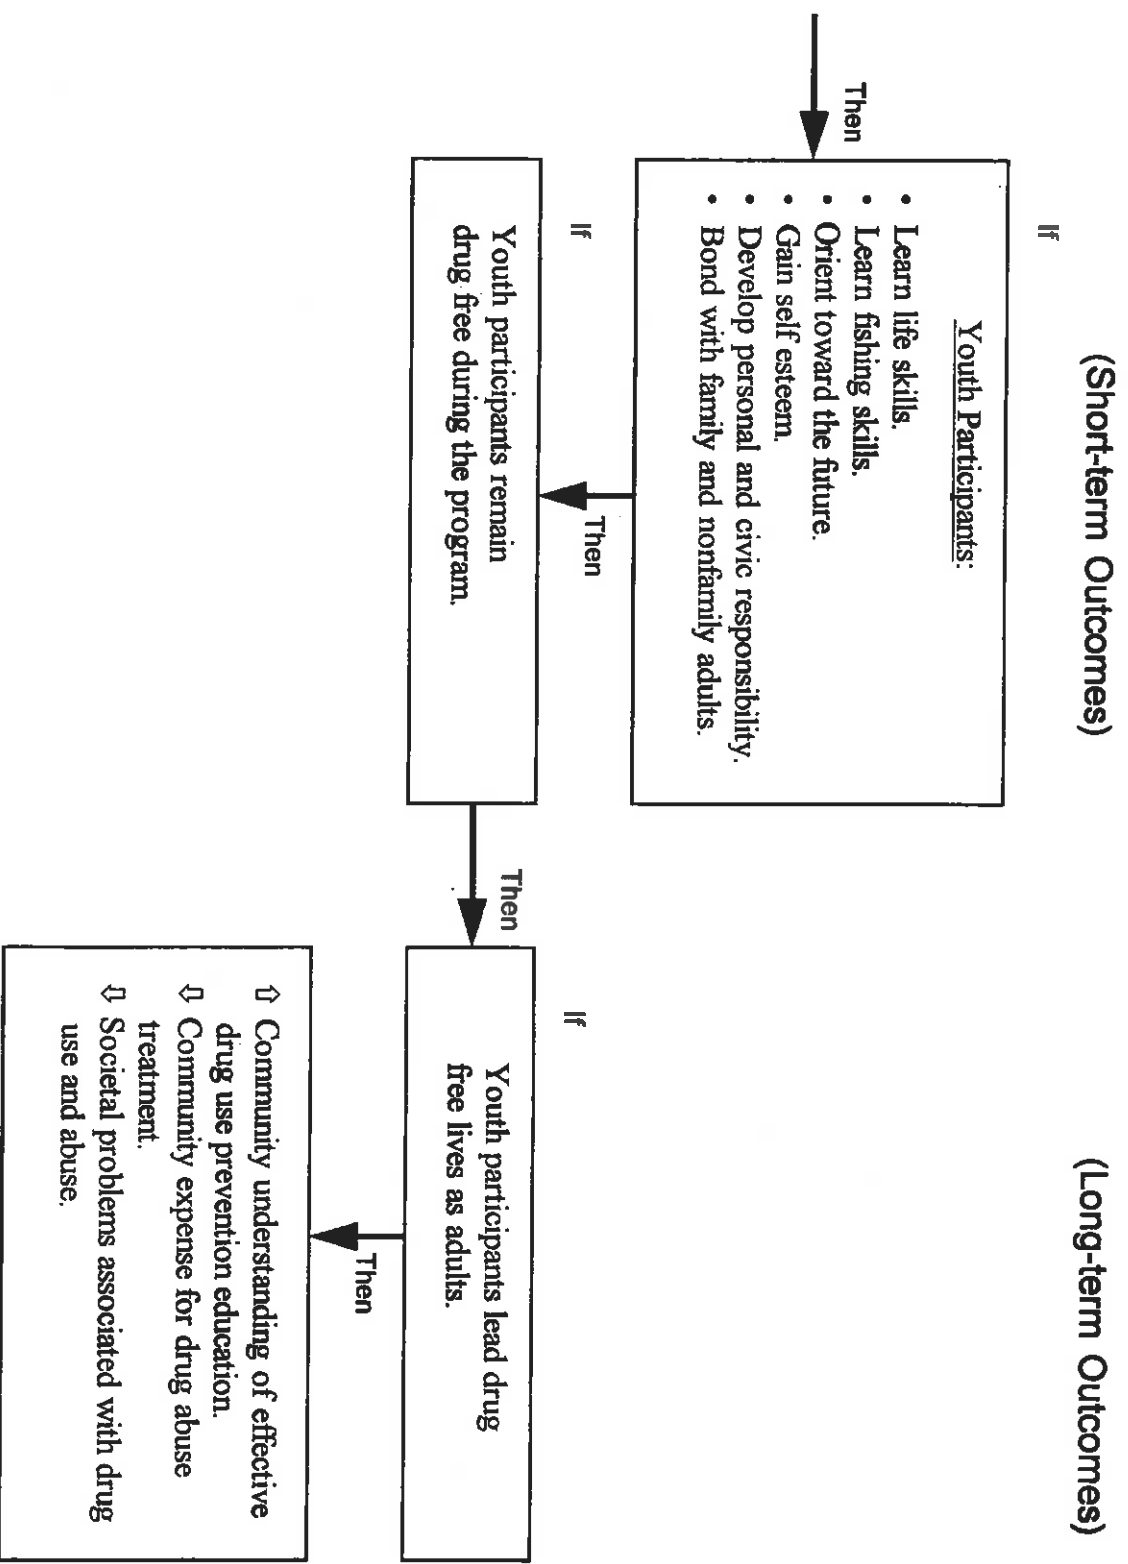 (Short-term Outcomes)
(Long-term Outcomes)
If
Then
Youth Participants:
• Learn life skills.
• Learn fishing skills.
• Orient toward the future.
• Gain self esteem.
• Develop personal and civic responsibility.
• Bond with family and nonfamily adults.
Then
If
Youth participants remain
drug free during the program.
Then
If
Youth participants lead drug
free lives as adults.
Then
⇧ Community understanding of effective
drug use prevention education.
⇩ Community expense for drug abuse
treatment.
⇩ Societal problems associated with drug
use and abuse.